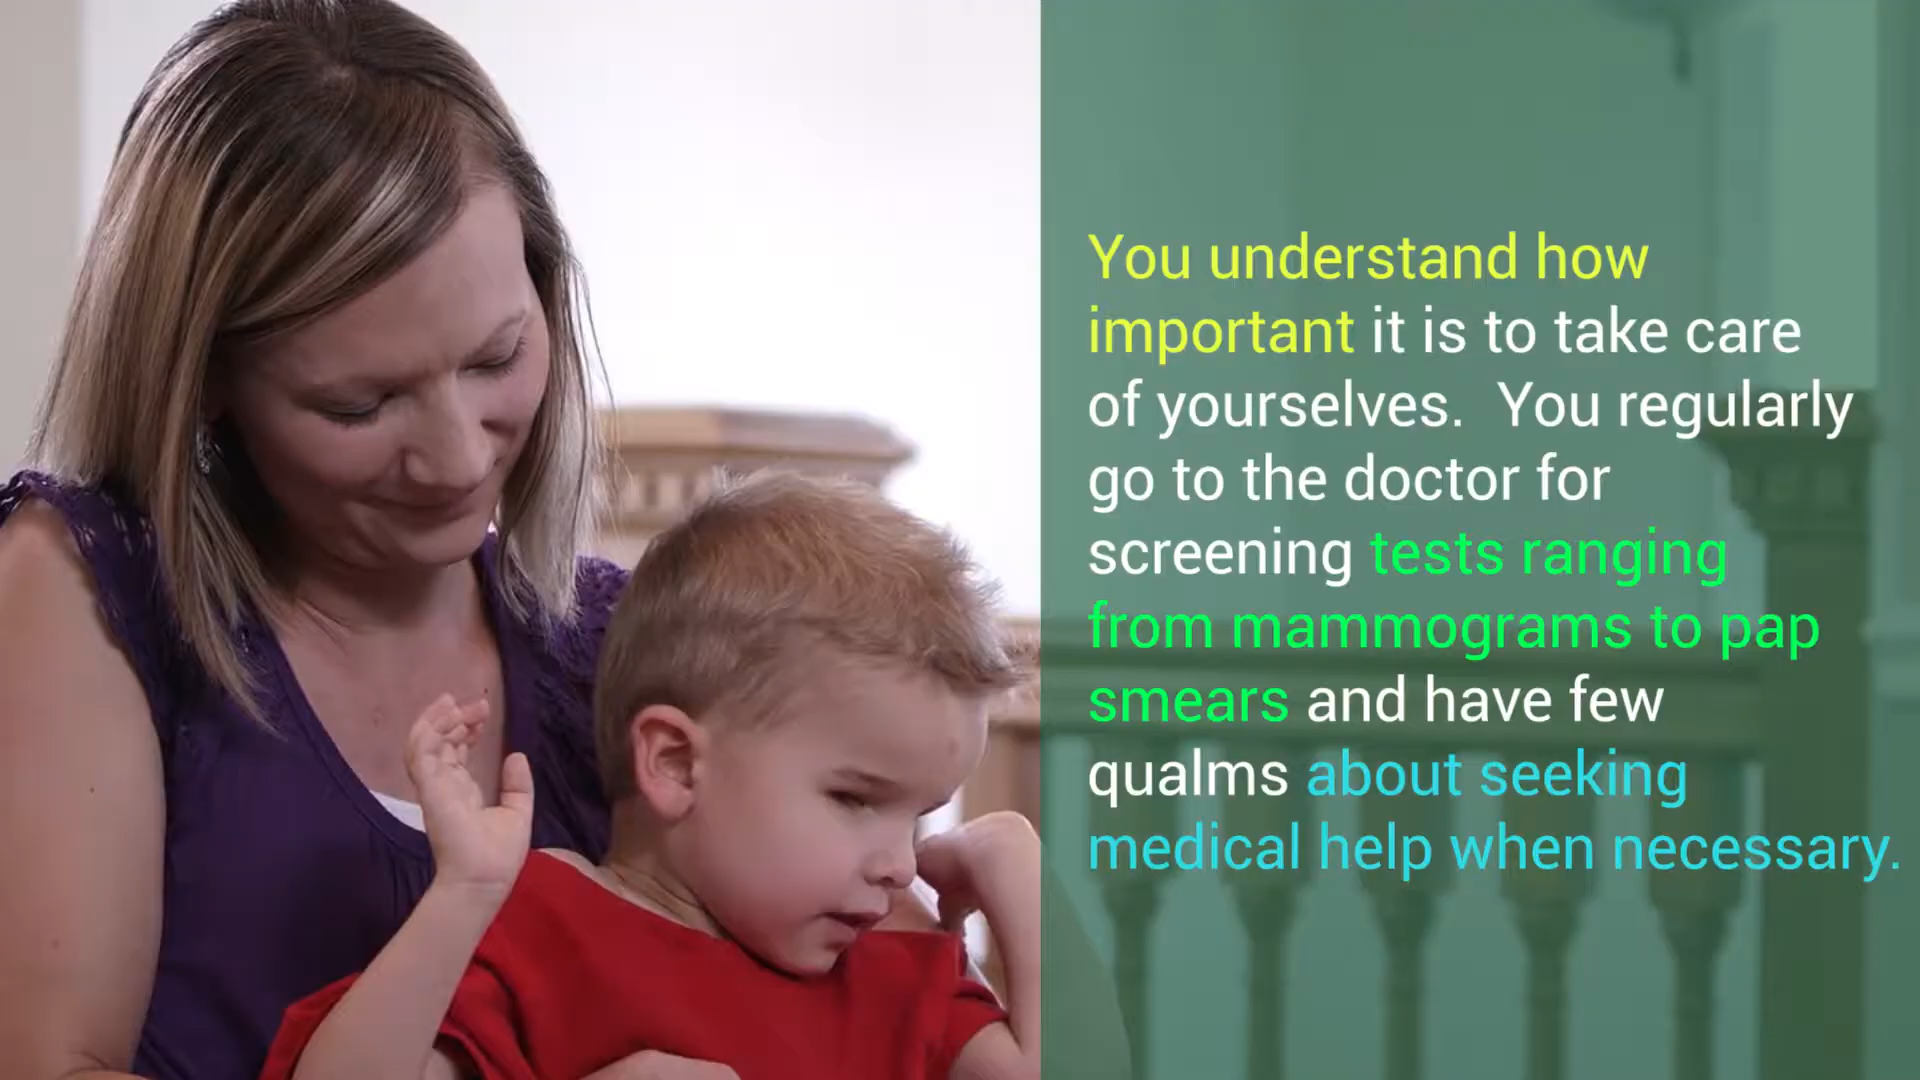 You understand how
important it is to take care
of yourselves.  You regularly
go to the doctor for
screening tests ranging
from mammograms to pap
smears and have few
qualms about seeking
medical help when necessary.